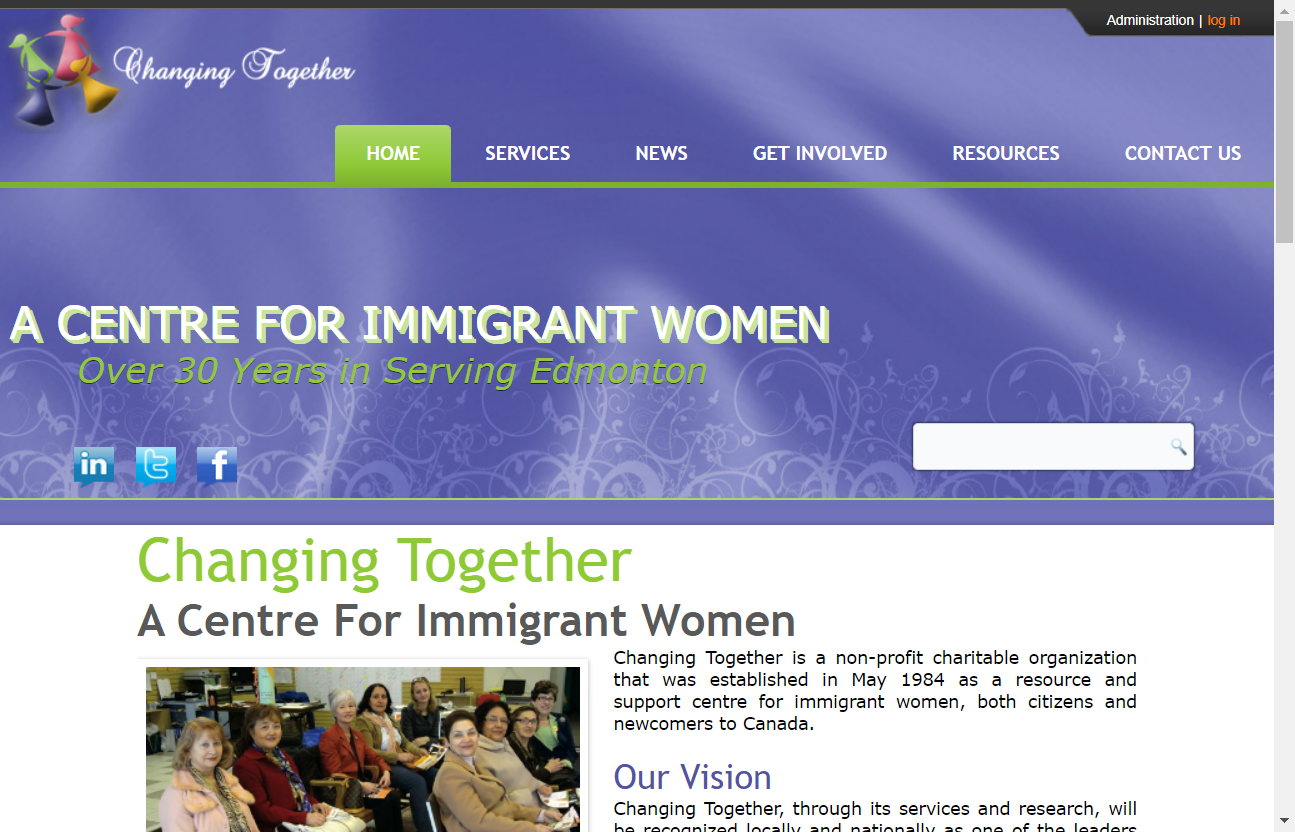 Administration | log in
Changing Together
HOME SERVICES NEWS GET INVOLVED RESOURCES CONTACT US
A CENTRE FOR IMMIGRANT WOMEN
Over 30 Years in Serving Edmonton
in t f
Changing Together
A Centre For Immigrant Women
Changing Together is a non-profit charitable organization
that was established in May 1984 as a resource and
support centre for immigrant women, both citizens and
newcomers to Canada.
Our Vision
Changing Together, through its services and research, will
be recognized locally and nationally as one of the leaders